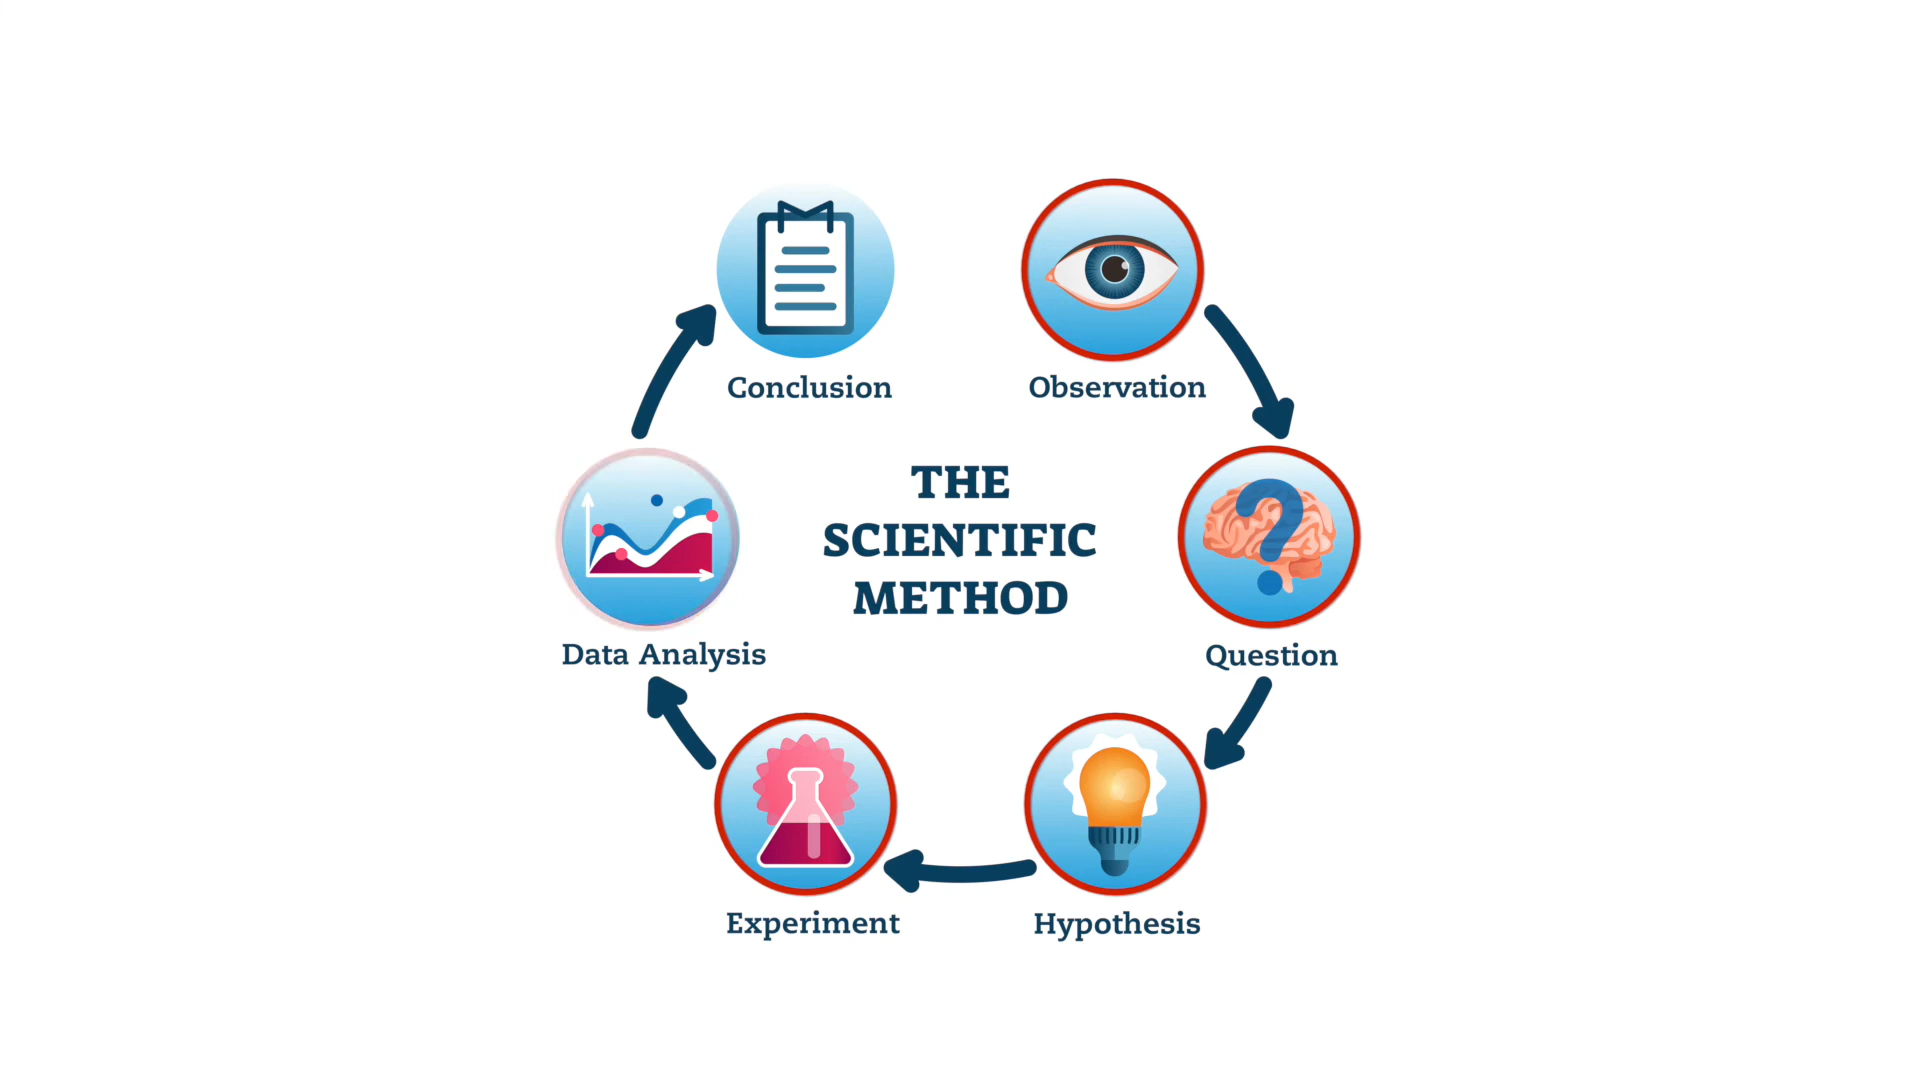 Conclusion
Observation
THE
SCIENTIFIC
METHOD
Data Analysis
Question
Experiment
Hypothesis